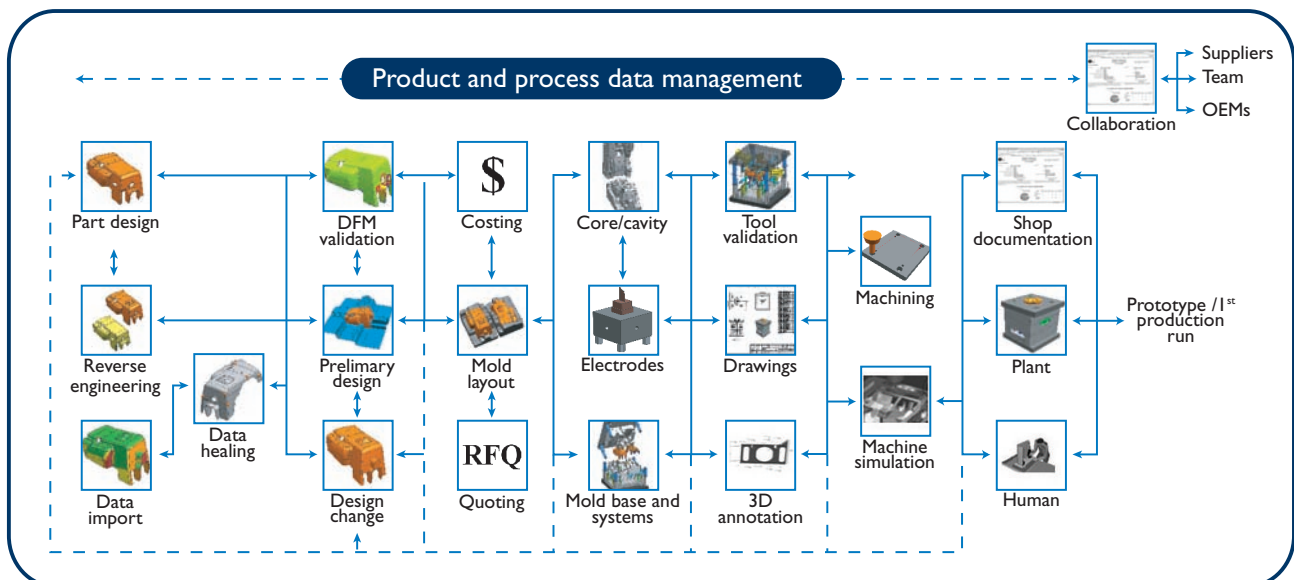 Product and process data management
Suppliers
Team
OEMs
Collaboration
Part design
DFM
validation
$
Costing
Core/cavity
Tool
validation
Machining
Shop
documentation
Reverse
engineering
Prelimary
design
Mold
layout
Electrodes
Drawings
Plant
Prototype /1st
production
run
Data
healing
Machine
simulation
Data
import
Design
change
RFQ
Quoting
Mold base and
systems
3D
annotation
Human